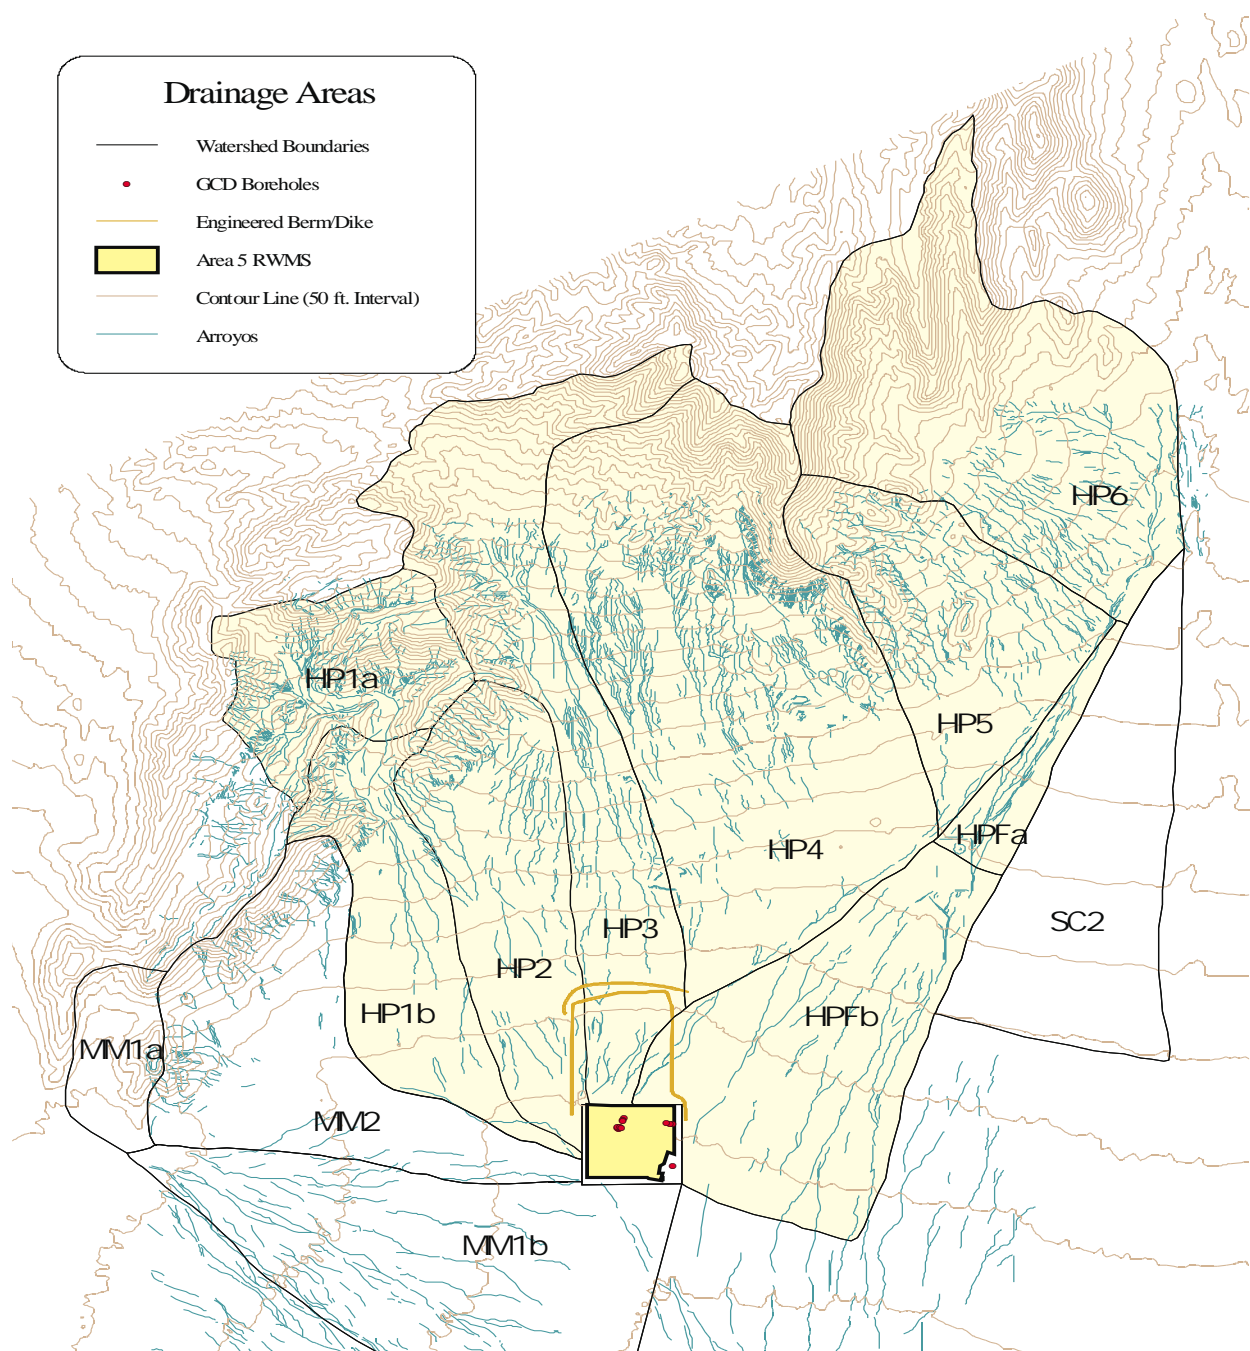 Drainage Areas
Watershed Boundaries
GCD Boreholes
Engineered Berm/Dike
Area 5 RWMS
Contour Line (50 ft. Interval)
Arroyos
HP6
HP1a
HP5
HPFa
HP4
SC2
HP3
HP2
HP1b
HPFb
MM1a
MM2
MM1b